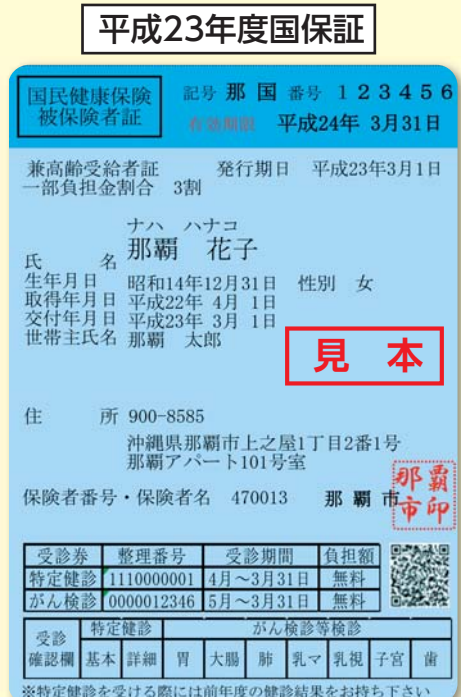 平成23年度国保証
国民健康保険
被保険者証
記号 那 国 番号 1 2 3 4 5 6
有効期限 平成24年 3月31日
兼高齢受給者証 発行期日 平成23年3月1日
一部負担金割合 3割
ナハ ハナコ
氏 名 那覇 花子
生年月日 昭和14年12月31日 性別 女
取得年月日 平成22年 4月 1日
交付年月日 平成23年 3月 1日
世帯主氏名 那覇 太郎
見 本
住 所 900-8585
沖縄県那覇市上之屋1丁目2番1号
那覇アパート101号室
保険者番号・保険者名 470013 那 覇 市
那覇
市印
受診券 整理番号 受診期間 負担額
特定健診 1110000001 4月～3月31日 無料
がん検診 0000012346 5月～3月31日 無料
受診
確認欄 特定健診 がん検診等検診
基本 詳細 胃 大腸 肺 乳マ 乳視 子宮 歯
※特定健診を受ける際には前年度の健診結果をお持ち下さい